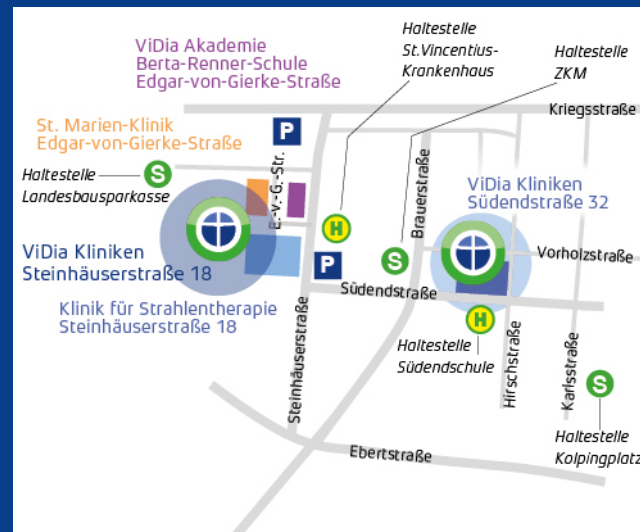 ViDia Akademie
Berta-Renner-Schule
Edgar-von-Gierke-Straße
Haltestelle
St.Vincentius-
Krankenhaus
Haltestelle
ZKM
Kriegsstraße
St. Marien-Klinik
Edgar-von-Gierke-Straße
P
Haltestelle
Landesbausparkasse
S
E.-v.-G.-Str.
Brauerstraße
ViDia Kliniken
Südendstraße 32
H
ViDia Kliniken
Steinhäuserstraße 18
P
S
Vorholzstraße
Südendstraße
Klinik für Strahlentherapie
Steinhäuserstraße 18
H
Haltestelle
Südendschule
Steinhäuserstraße
Hirschstraße
Karlsstraße
S
Haltestelle
Kolpingplatz
Ebertstraße